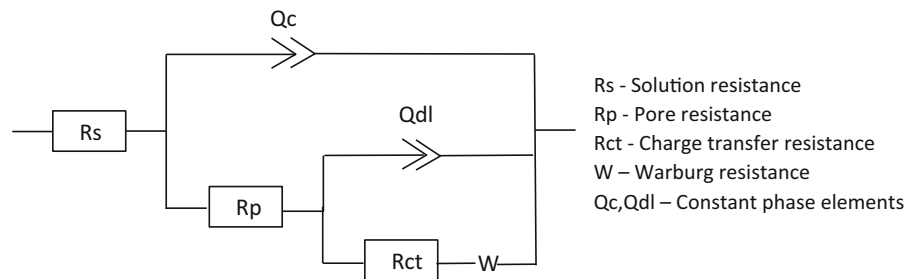 Qc
Rs
Qdl
Rp
Rct
W
Rs - Solution resistance
Rp - Pore resistance
Rct - Charge transfer resistance
W – Warburg resistance
Qc,Qdl – Constant phase elements